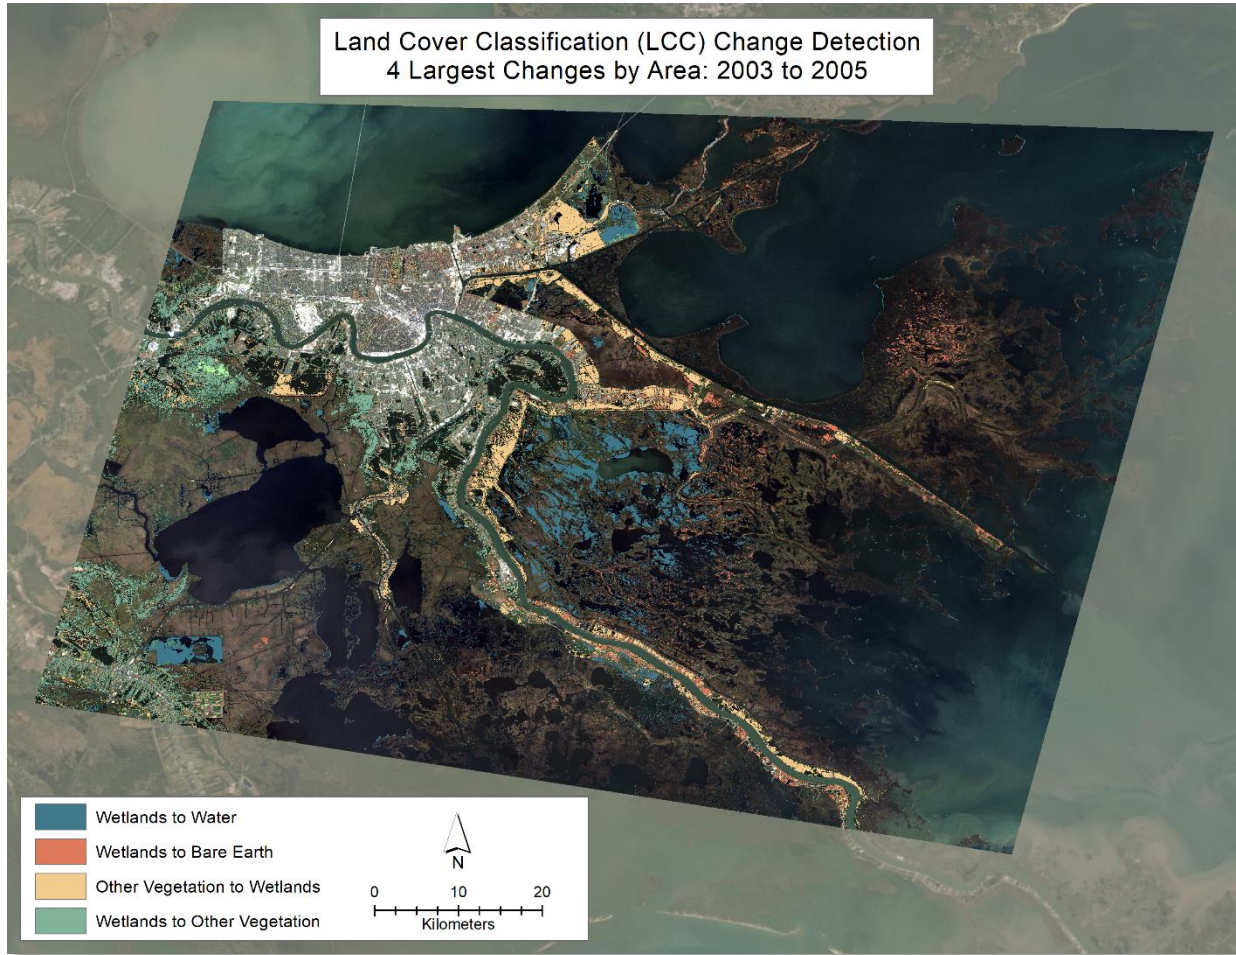 Land Cover Classification (LCC) Change Detection
4 Largest Changes by Area: 2003 to 2005
Wetlands to Water
Wetlands to Bare Earth
Other Vegetation to Wetlands
Wetlands to Other Vegetation
N
0 10 20
Kilometers